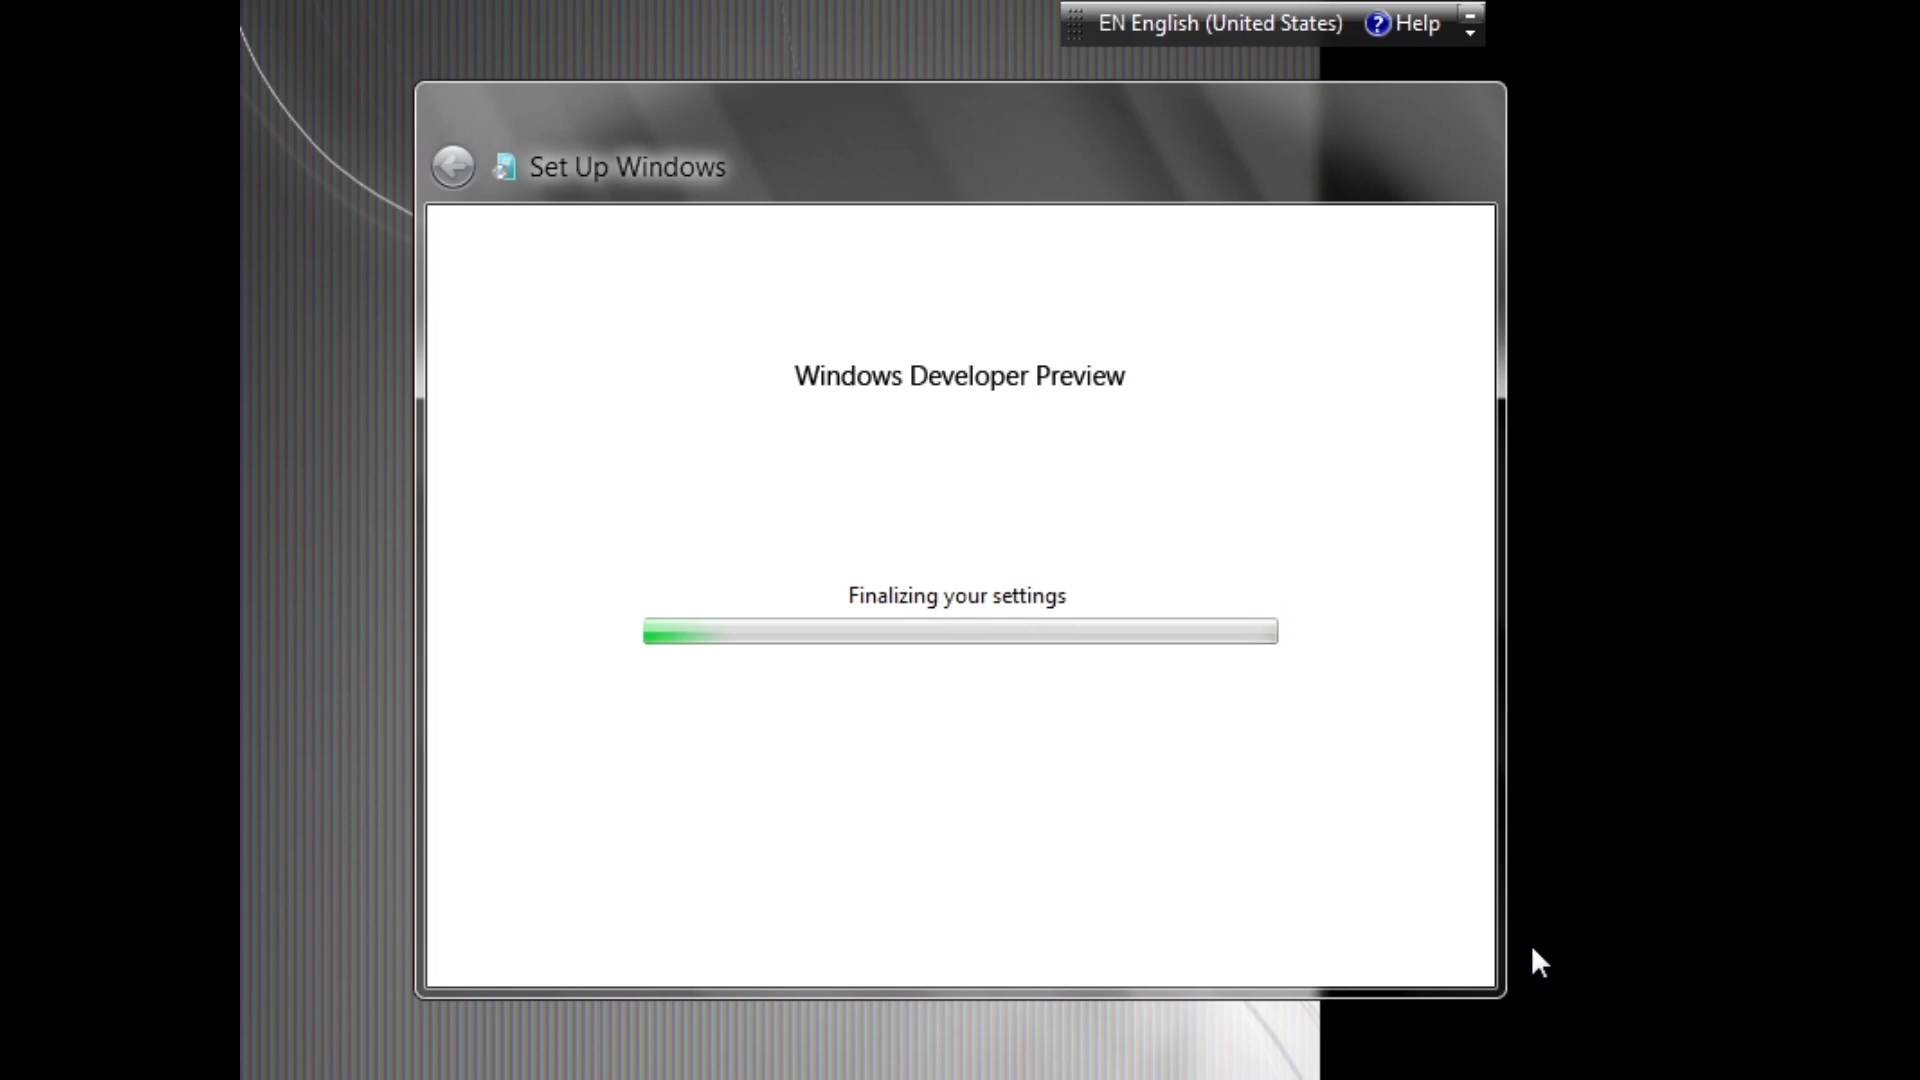 EN English (United States) ? Help
Set Up Windows
Windows Developer Preview
Finalizing your settings